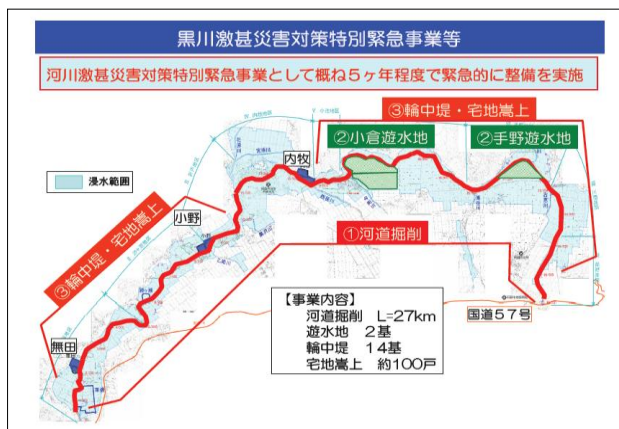 黒川激甚災害対策特別緊急事業等
河川激甚災害対策特別緊急事業として概ね5ヶ年程度で緊急的に整備を実施
③輪中堤・宅地嵩上
②小倉遊水地
②手野遊水地
内牧
浸水範囲
小野
③輪中堤・宅地嵩上
①河道掘削
無田
国道57号
【事業内容】
河道掘削 L=27km
遊水地 2基
輪中堤 14基
宅地嵩上 約100戸